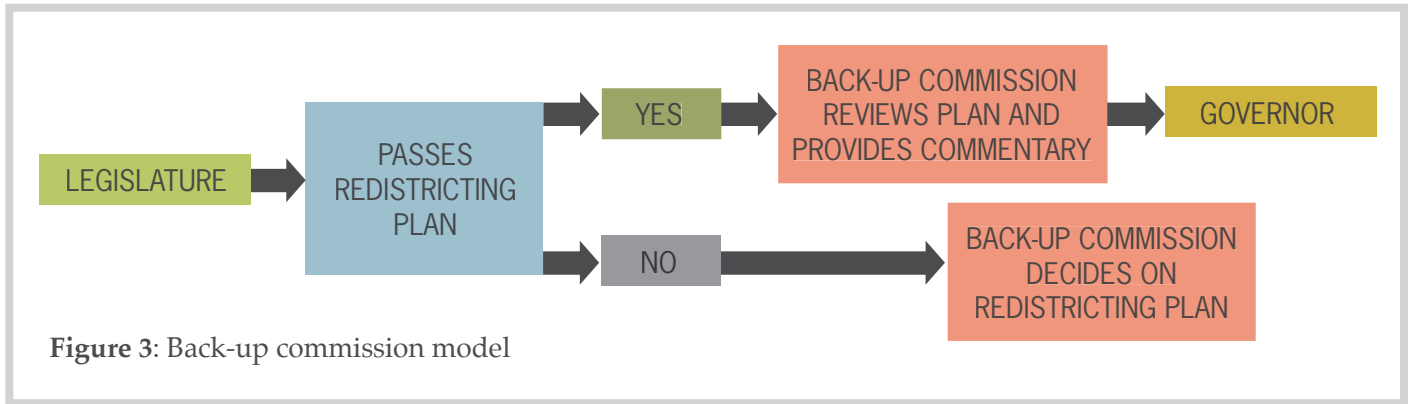 LEGISLATURE
PASSES
REDISTRICTING
PLAN
YES
BACK-UP COMMISSION
REVIEWS PLAN AND
PROVIDES COMMENTARY
GOVERNOR
NO
BACK-UP COMMISSION
DECIDES ON
REDISTRICTING PLAN
Figure 3: Back-up commission model